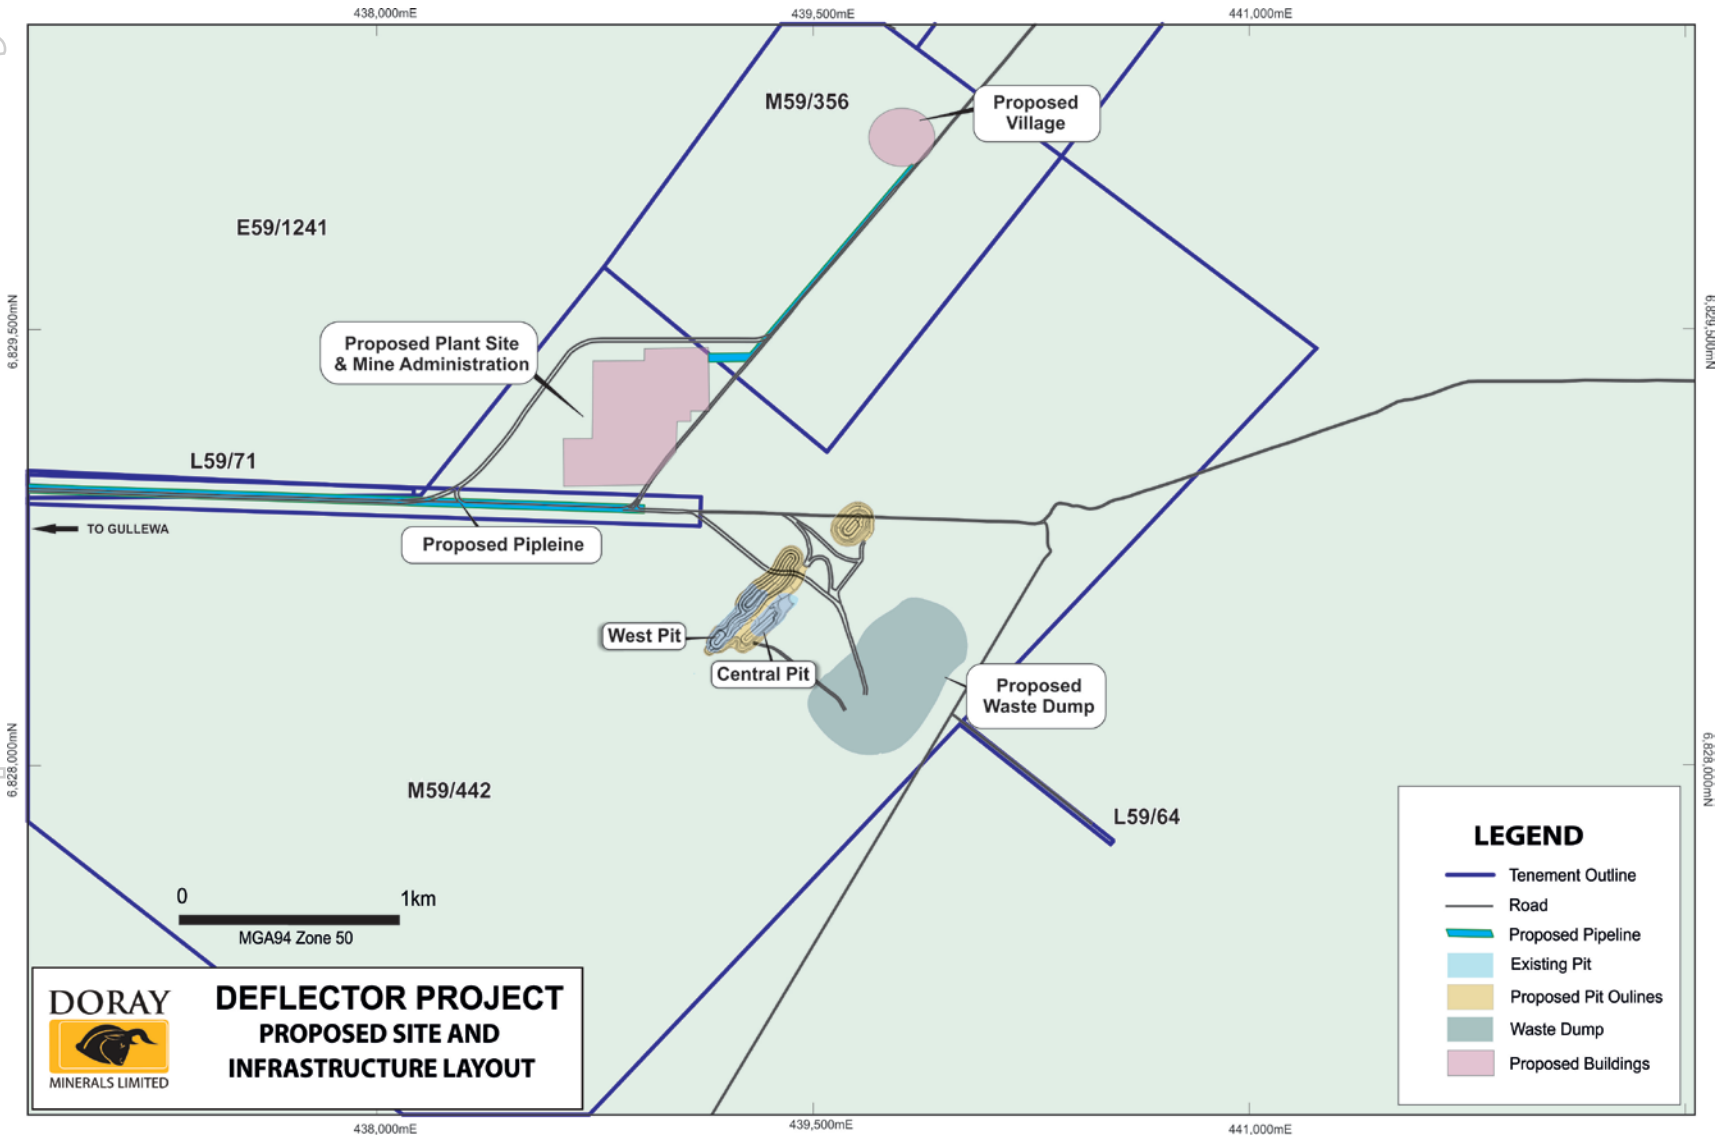 438,000mE
439,500mE
441,000mE
M59/356
Proposed
Village
E59/1241
6,829,500mN
6,829,500mN
Proposed Plant Site
& Mine Administration
L59/71
TO GULLEWA
Proposed Pipleine
West Pit
Central Pit
Proposed
Waste Dump
6,828,000mN
6,828,000mN
M59/442
L59/64
0
1km
MGA94 Zone 50
LEGEND
Tenement Outline
Road
Proposed Pipeline
Existing Pit
Proposed Pit Oulines
Waste Dump
Proposed Buildings
DORAY
MINERALS LIMITED
DEFLECTOR PROJECT
PROPOSED SITE AND
INFRASTRUCTURE LAYOUT
438,000mE
439,500mE
441,000mE